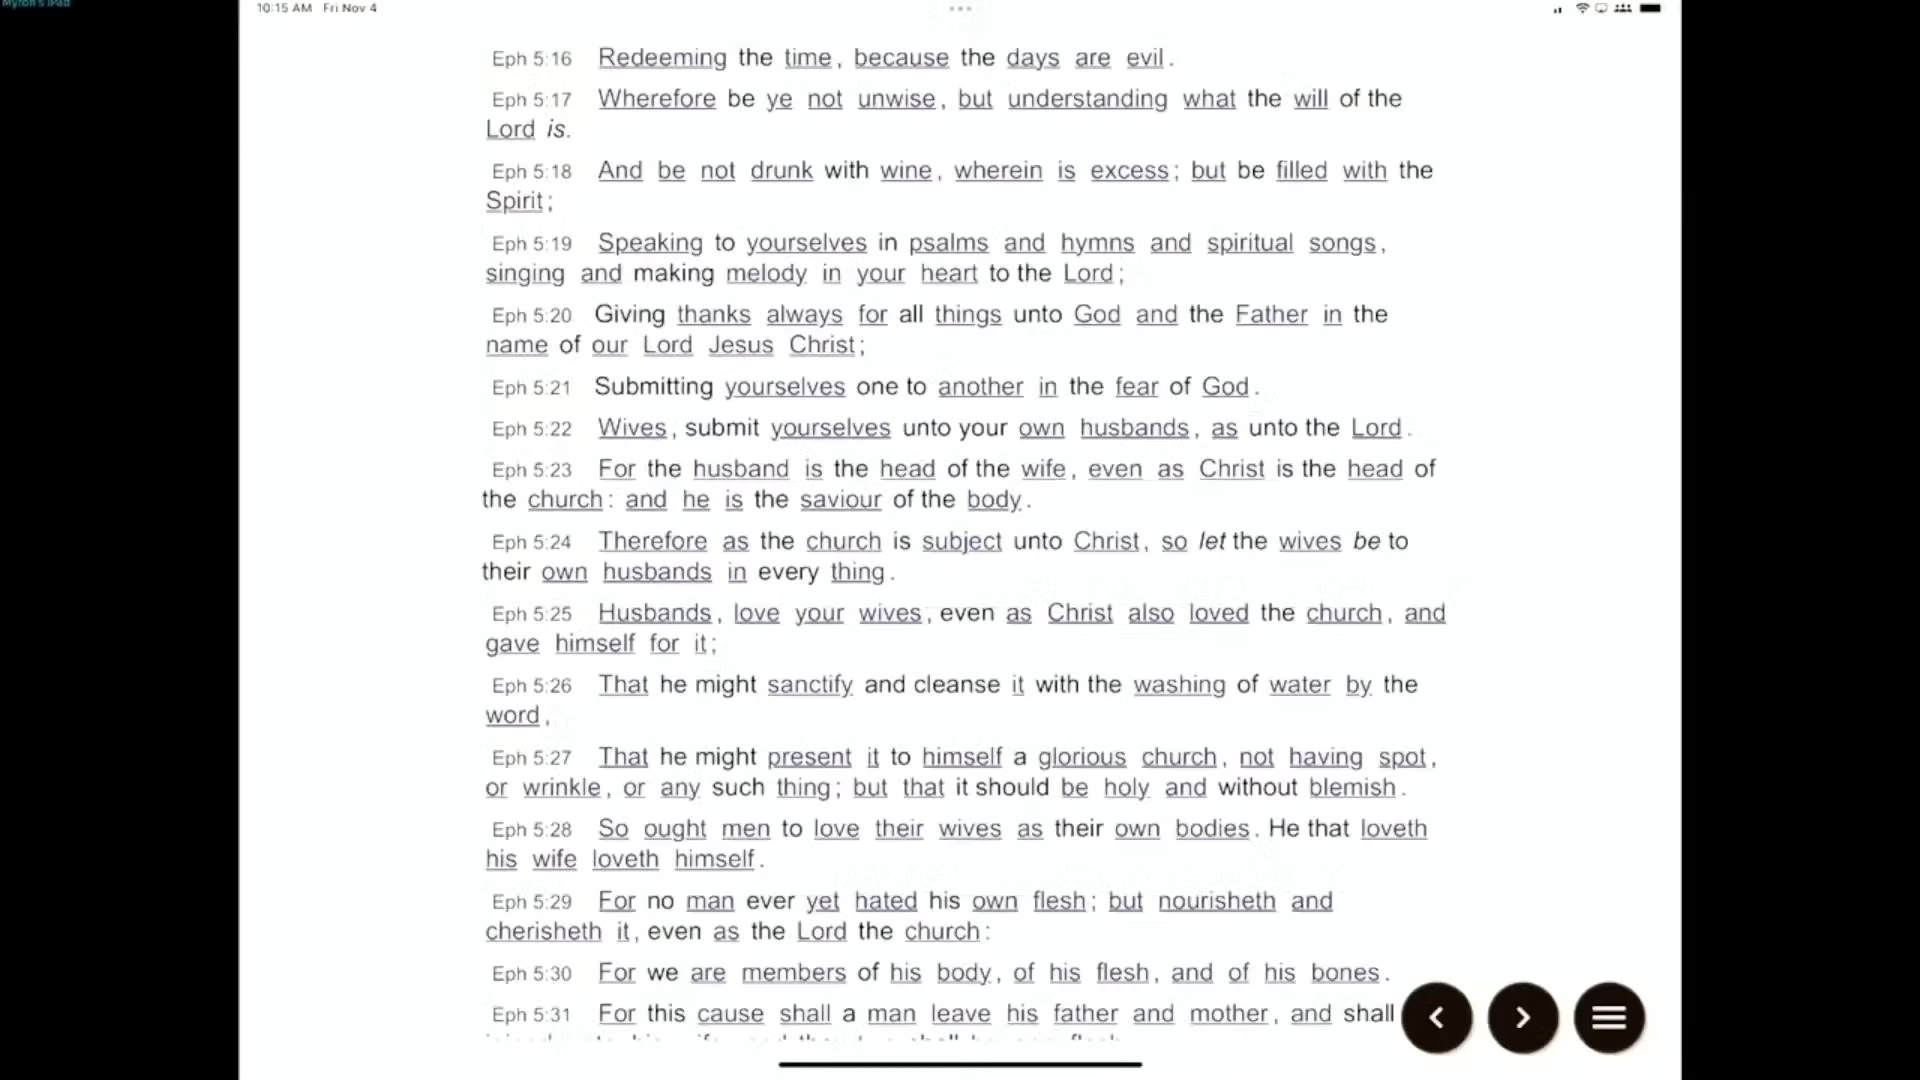 Myron's iPad
10:15 AM Fri Nov 4
Eph 5:16 Redeeming the time, because the days are evil.
Eph 5:17 Wherefore be ye not unwise, but understanding what the will of the
Lord is.
Eph 5:18 And be not drunk with wine, wherein is excess; but be filled with the
Spirit;
Eph 5:19 Speaking to yourselves in psalms and hymns and spiritual songs,
singing and making melody in your heart to the Lord;
Eph 5:20 Giving thanks always for all things unto God and the Father in the
name of our Lord Jesus Christ;
Eph 5:21 Submitting yourselves one to another in the fear of God.
Eph 5:22 Wives, submit yourselves unto your own husbands, as unto the Lord.
Eph 5:23 For the husband is the head of the wife, even as Christ is the head of
the church: and he is the saviour of the body.
Eph 5:24 Therefore as the church is subject unto Christ, so let the wives be to
their own husbands in every thing.
Eph 5:25 Husbands, love your wives, even as Christ also loved the church, and
gave himself for it;
Eph 5:26 That he might sanctify and cleanse it with the washing of water by the
word,
Eph 5:27 That he might present it to himself a glorious church, not having spot,
or wrinkle, or any such thing; but that it should be holy and without blemish.
Eph 5:28 So ought men to love their wives as their own bodies. He that loveth
his wife loveth himself.
Eph 5:29 For no man ever yet hated his own flesh; but nourisheth and
cherisheth it, even as the Lord the church:
Eph 5:30 For we are members of his body, of his flesh, and of his bones.
Eph 5:31 For this cause shall a man leave his father and mother, and shall